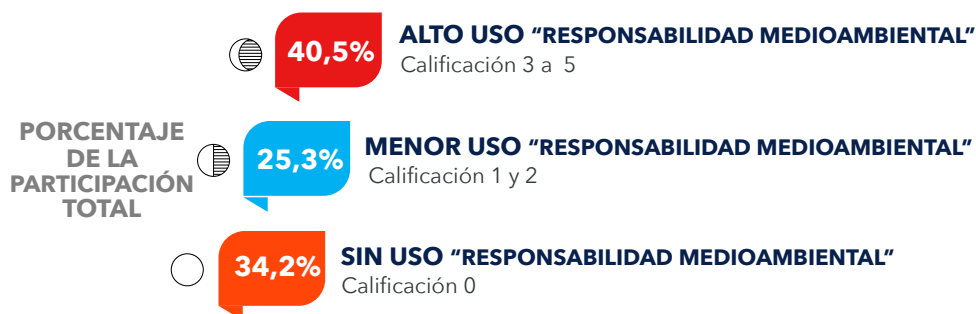 40,5%
ALTO USO “RESPONSABILIDAD MEDIOAMBIENTAL”
Calificación 3 a 5
PORCENTAJE
DE LA
PARTICIPACIÓN
TOTAL
25,3%
MENOR USO “RESPONSABILIDAD MEDIOAMBIENTAL”
Calificación 1 y 2
34,2%
SIN USO “RESPONSABILIDAD MEDIOAMBIENTAL”
Calificación 0